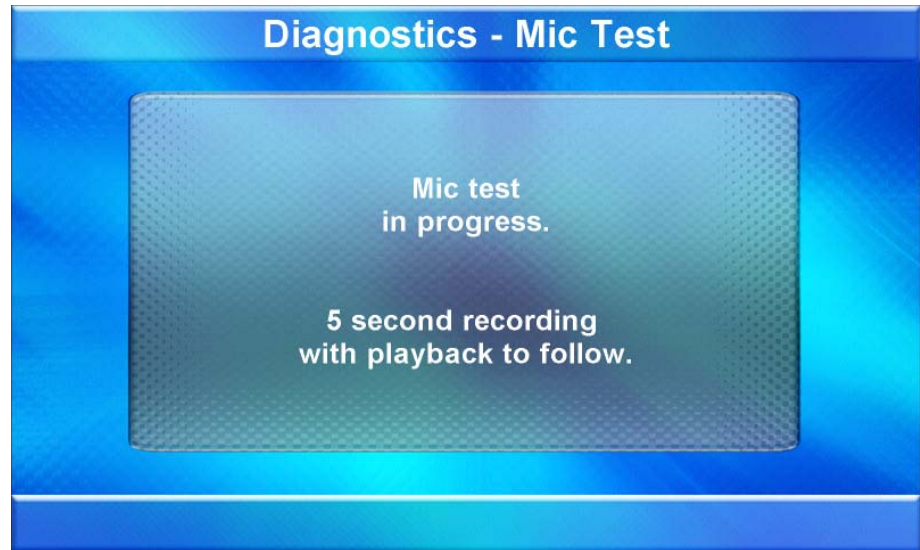 Diagnostics - Mic Test
Mic test
in progress.
5 second recording
with playback to follow.